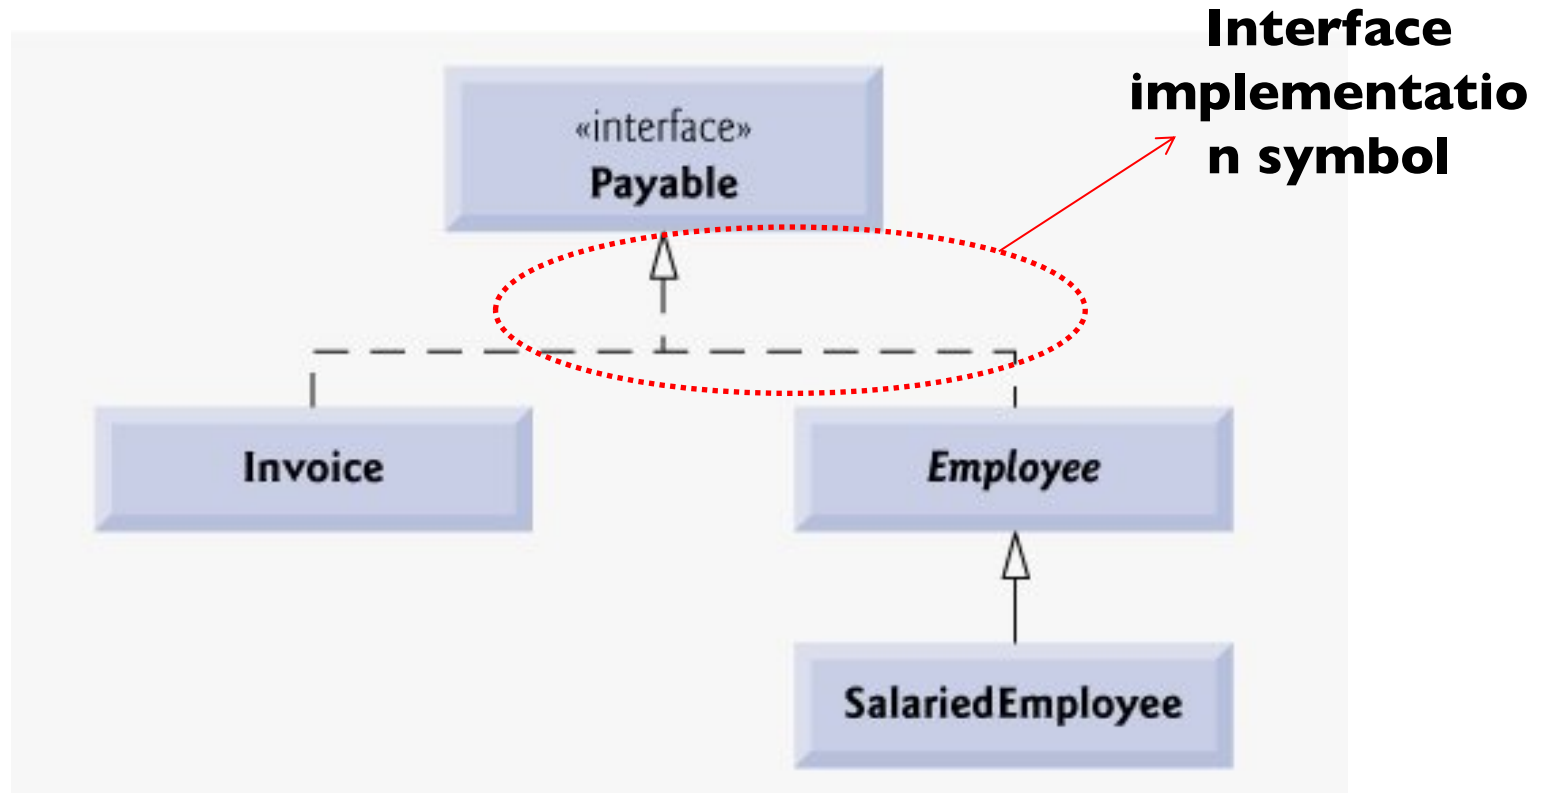 Interface
implementatio
n symbol
«interface»
Payable
Invoice
Employee
SalariedEmployee